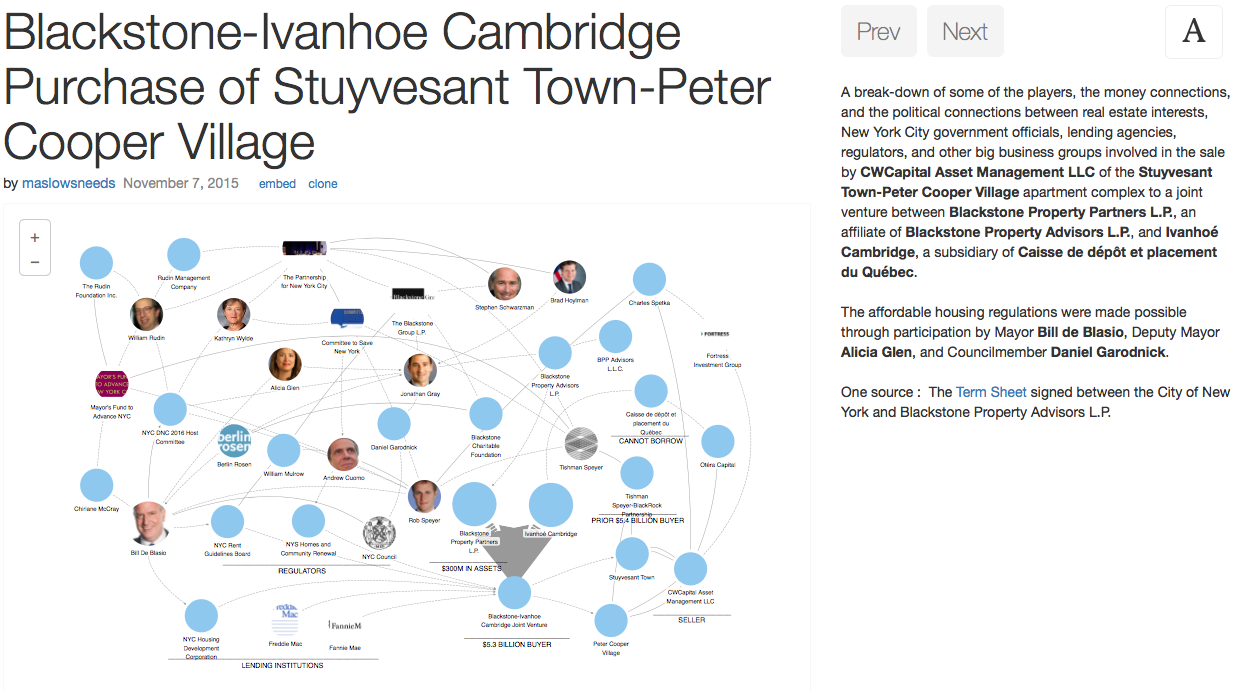 Blackstone-Ivanhoe Cambridge
Purchase of Stuyvesant Town-Peter
Cooper Village
by maslowsneeds November 7, 2015 embed clone
Prev Next A
A break-down of some of the players, the money connections,
and the political connections between real estate interests,
New York City government officials, lending agencies,
regulators, and other big business groups involved in the sale
by CWCapital Asset Management LLC of the Stuyvesant
Town-Peter Cooper Village apartment complex to a joint
venture between Blackstone Property Partners L.P., an
affiliate of Blackstone Property Advisors L.P., and Ivanhoé
Cambridge, a subsidiary of Caisse de dépôt et placement
du Québec.
The affordable housing regulations were made possible
through participation by Mayor Bill de Blasio, Deputy Mayor
Alicia Glen, and Councilmember Daniel Garodnick.
One source : The Term Sheet signed between the City of New
York and Blackstone Property Advisors L.P.
+
−
The Rudin
Foundation Inc.
Rudin Management
Company
The Partnership
for New York City
Stephen Schwarzman
Brad Hoylman
Charles Spetka
William Rudin
Kathryn Wylde
Committee to Save
New York
The Blackstone
Group L.P.
BPP Advisors
L.L.C.
FORTRESS
Fortress
Investment Group
Alicia Glen
Jonathan Gray
Blackstone
Property Advisors
L.P.
MAYOR'S FUND
TO ADVANCE
NEW YORK CITY
Mayor's Fund to
Advance NYC
NYC DNC 2016 Host
Committee
berlin
rosen
Berlin Rosen
William Mulrow
Andrew Cuomo
Daniel Garodnick
Blackstone
Charitable
Foundation
Tishman Speyer
Caisse de dépôt et
placement du
Québec
CANNOT BORROW
Otéra Capital
Chirlane McCray
Bill De Blasio
NYC Rent
Guidelines Board
NYS Homes and
Community Renewal
NYC Council
REGULATORS
Rob Speyer
Blackstone
Property Partners
L.P.
$300M IN ASSETS
Ivanhoé Cambridge
Tishman
Speyer-BlackRock
Partnership
PRIOR $5.4 BILLION BUYER
Stuyvesant Town
CWCapital Asset
Management LLC
SELLER
NYC Housing
Development
Corporation
Freddie
Mac
Freddie Mac
FannieM
Fannie Mae
LENDING INSTITUTIONS
Blackstone-Ivanhoe
Cambridge Joint Venture
$5.3 BILLION BUYER
Peter Cooper
Village